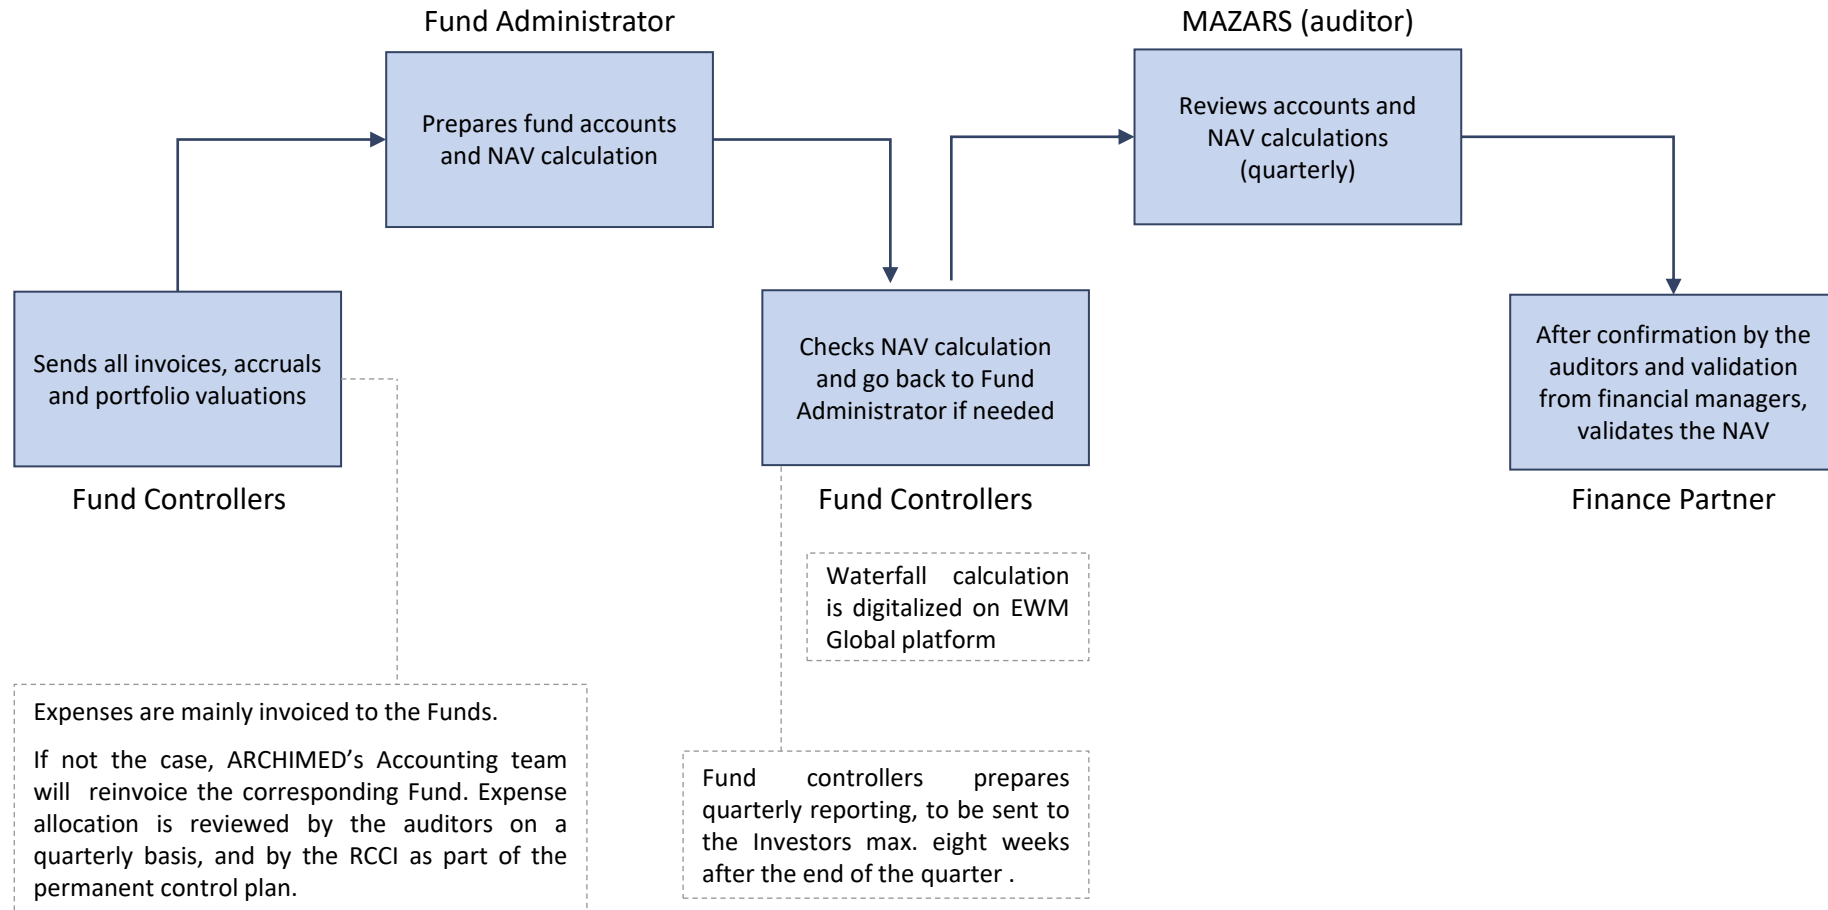 Fund Administrator
Prepares fund accounts
and NAV calculation
MAZARS (auditor)
Reviews accounts and
NAV calculations
(quarterly)
Sends all invoices, accruals
and portfolio valuations
Fund Controllers
Checks NAV calculation
and go back to Fund
Administrator if needed
Fund Controllers
After confirmation by the
auditors and validation
from financial managers,
validates the NAV
Finance Partner
Waterfall calculation
is digitalized on EWM
Global platform
Expenses are mainly invoiced to the Funds.
If not the case, ARCHIMED’s Accounting team
will reinvoice the corresponding Fund. Expense
allocation is reviewed by the auditors on a
quarterly basis, and by the RCCI as part of the
permanent control plan.
Fund controllers prepares
quarterly reporting, to be sent to
the Investors max. eight weeks
after the end of the quarter .